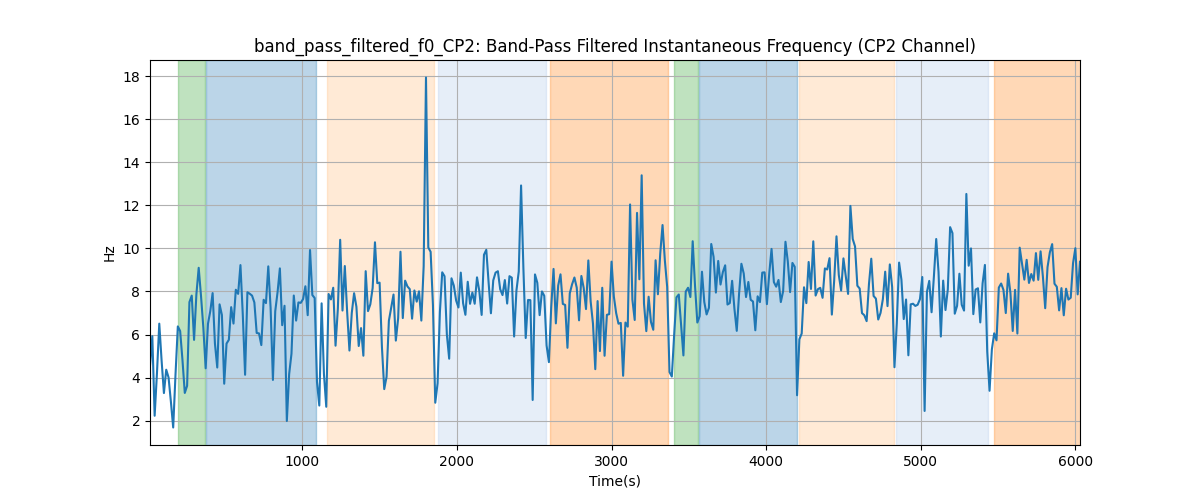 band_pass_filtered_f0_CP2: Band-Pass Filtered Instantaneous Frequency (CP2 Channel)
18
16
14
12
10
8
6
4
2
Hz
1000 2000 3000 4000 5000 6000
Time(s)